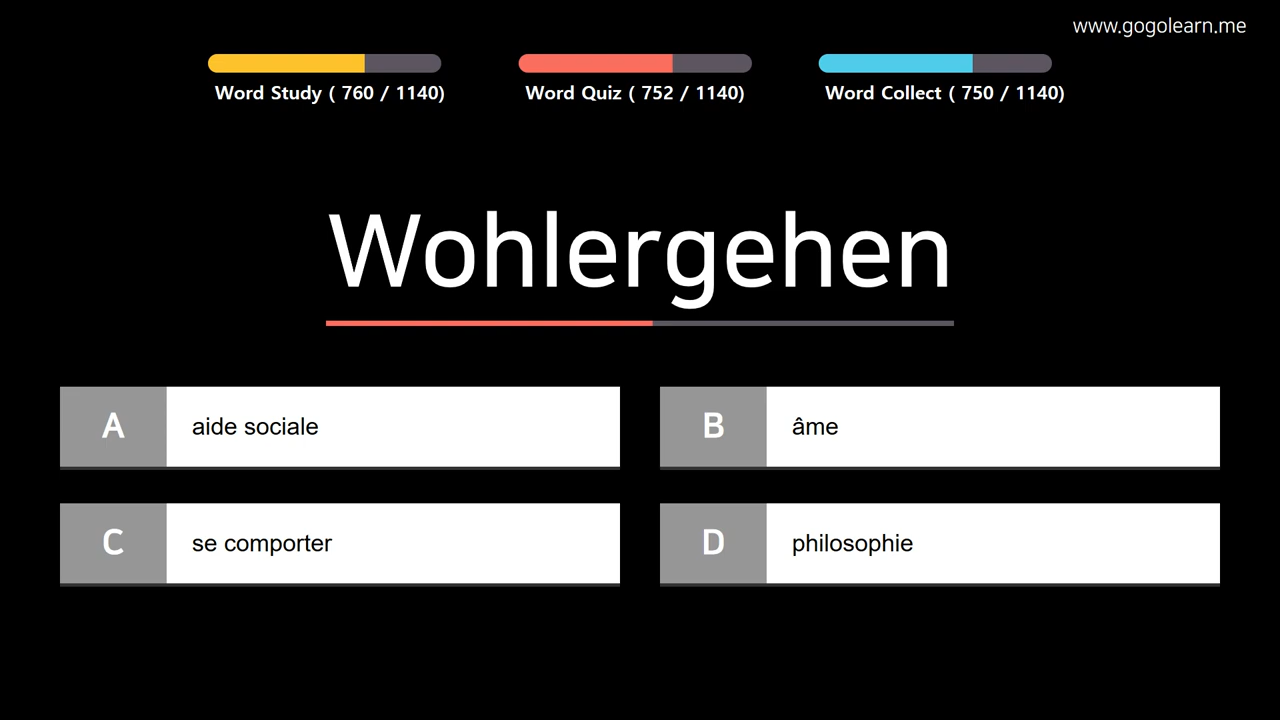 www.gogolearn.me
Word Study ( 760 / 1140)
Word Quiz ( 752 / 1140)
Word Collect ( 750 / 1140)
Wohlergehen
A aide sociale
B âme
C se comporter
D philosophie